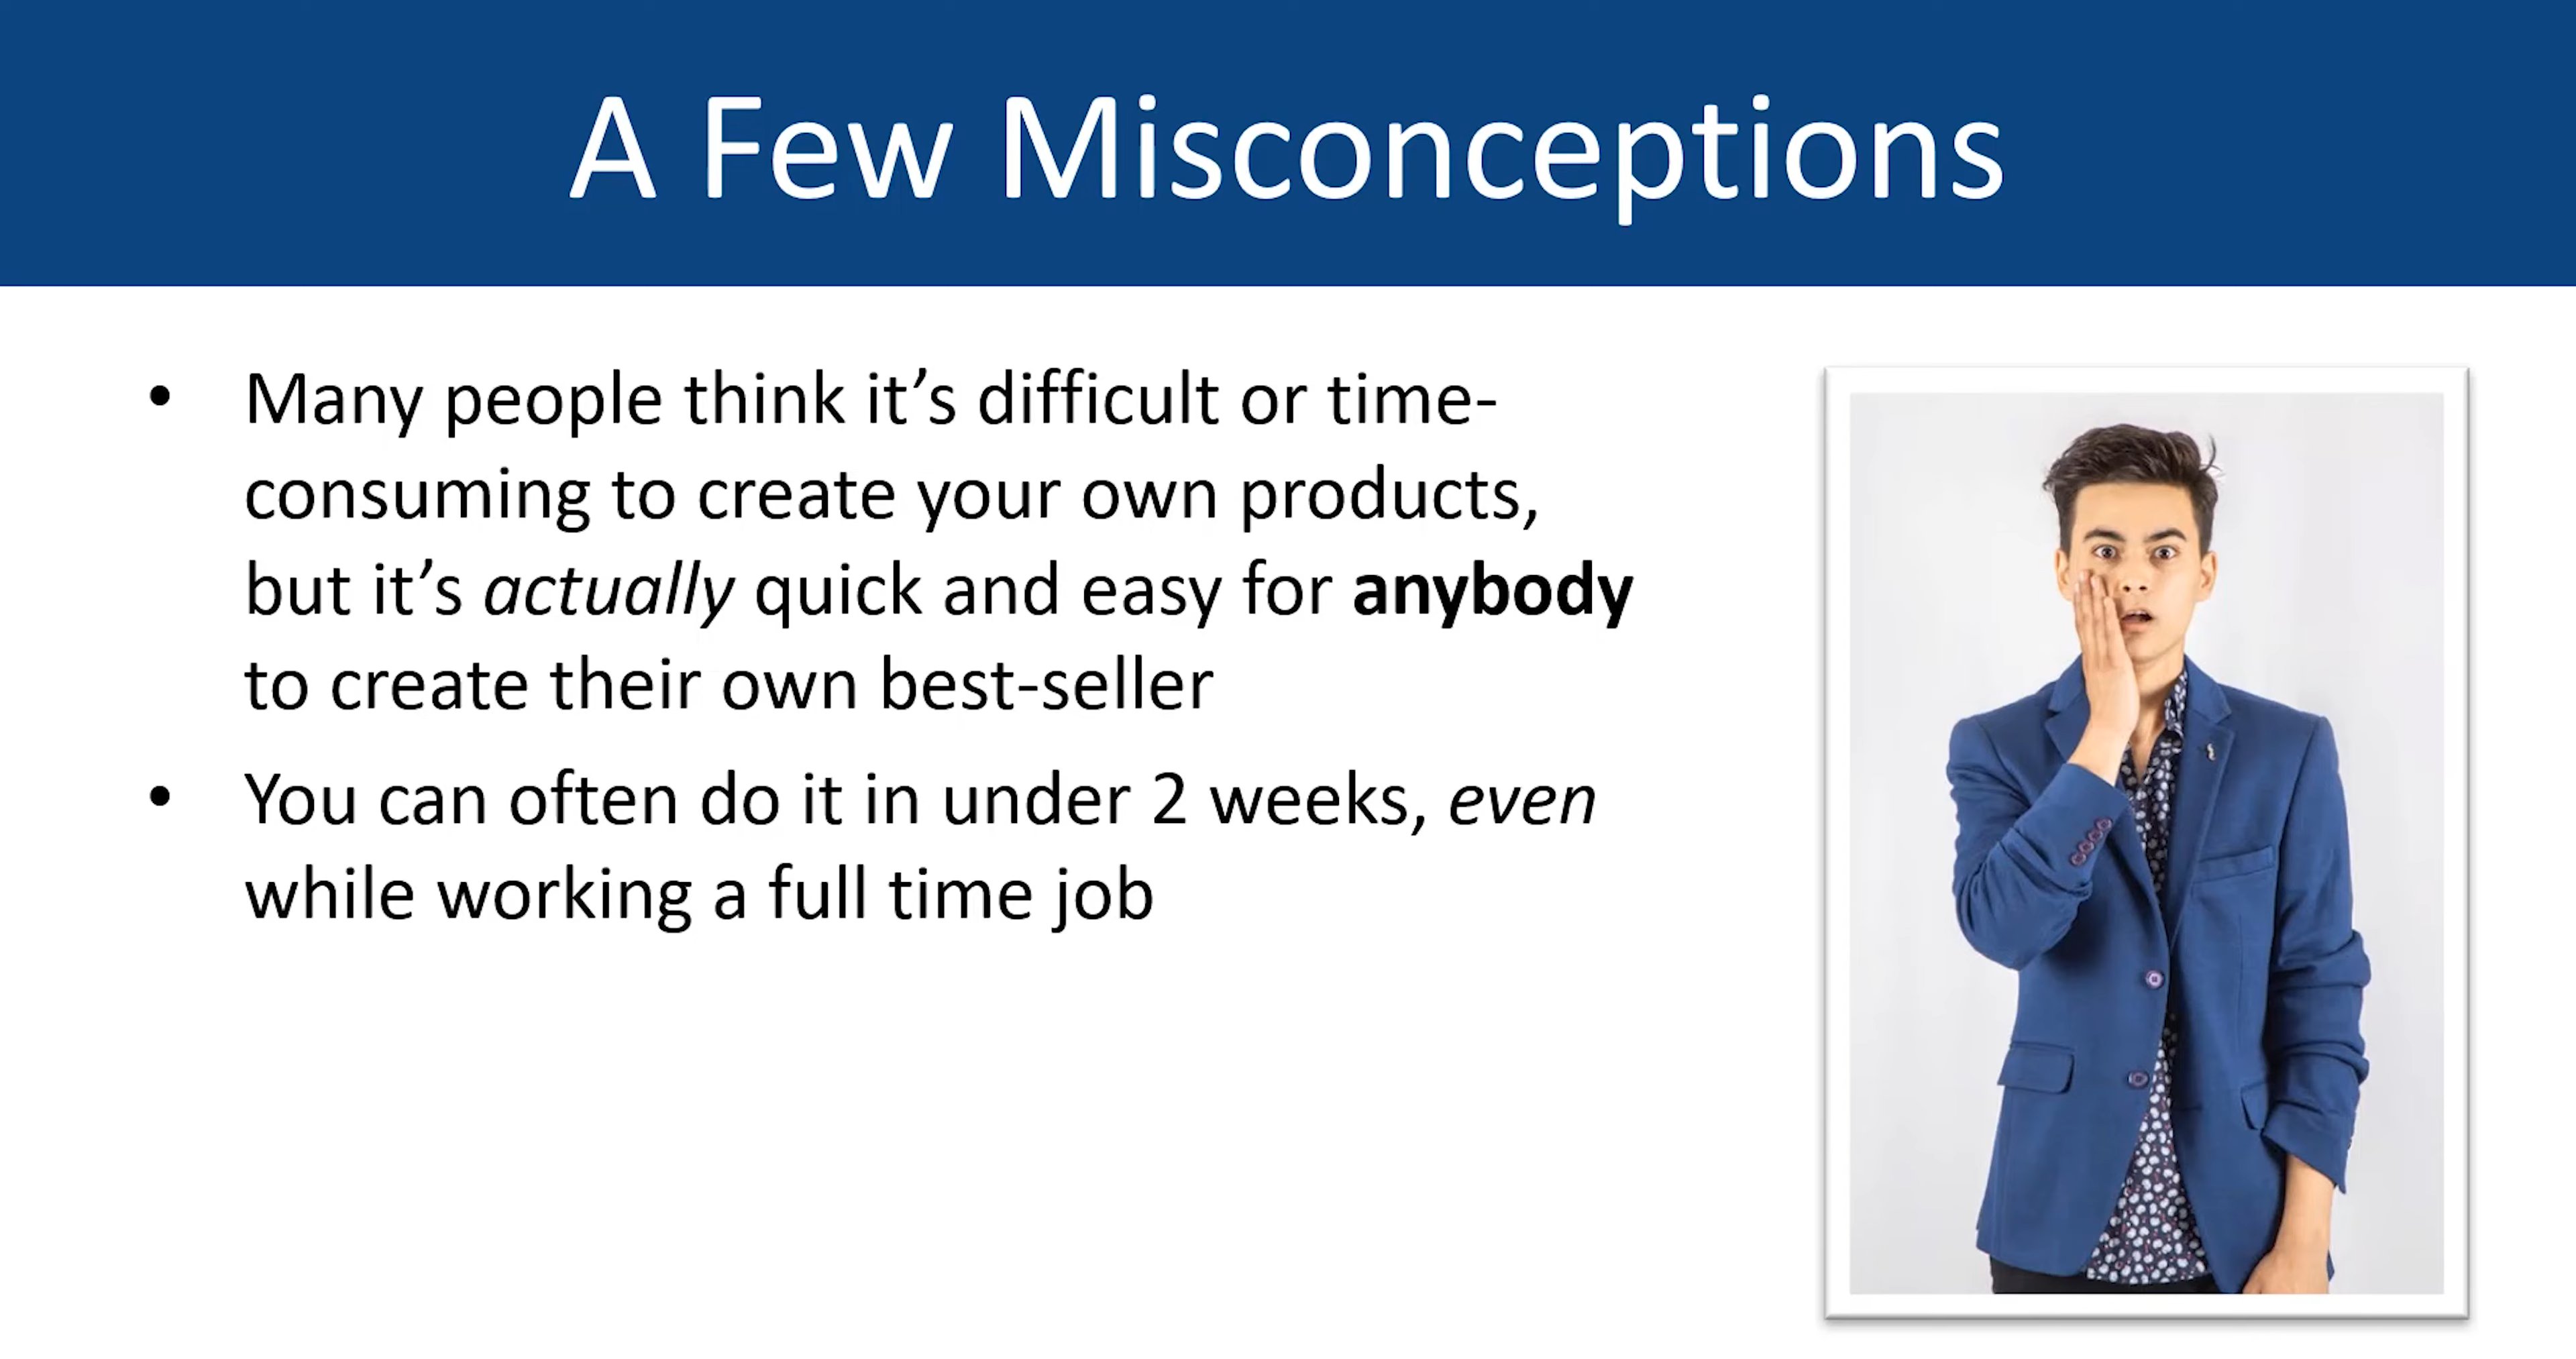 A Few Misconceptions
• Many people think it’s difficult or time-
consuming to create your own products,
but it’s actually quick and easy for anybody
to create their own best-seller
• You can often do it in under 2 weeks, even
while working a full time job